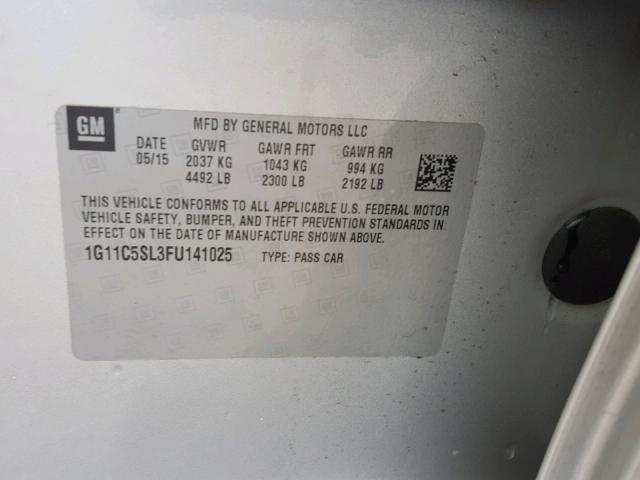 GM
MFD BY GENERAL MOTORS LLC
DATE GVWR GAWR FRT GAWR RR
05/15 2037 KG 1043 KG 994 KG
4492 LB 2300 LB 2192 LB
THIS VEHICLE CONFORMS TO ALL APPLICABLE U.S. FEDERAL MOTOR
VEHICLE SAFETY, BUMPER, AND THEFT PREVENTION STANDARDS IN
EFFECT ON THE DATE OF MANUFACTURE SHOWN ABOVE.
1G11C5SL3FU141025 TYPE: PASS CAR